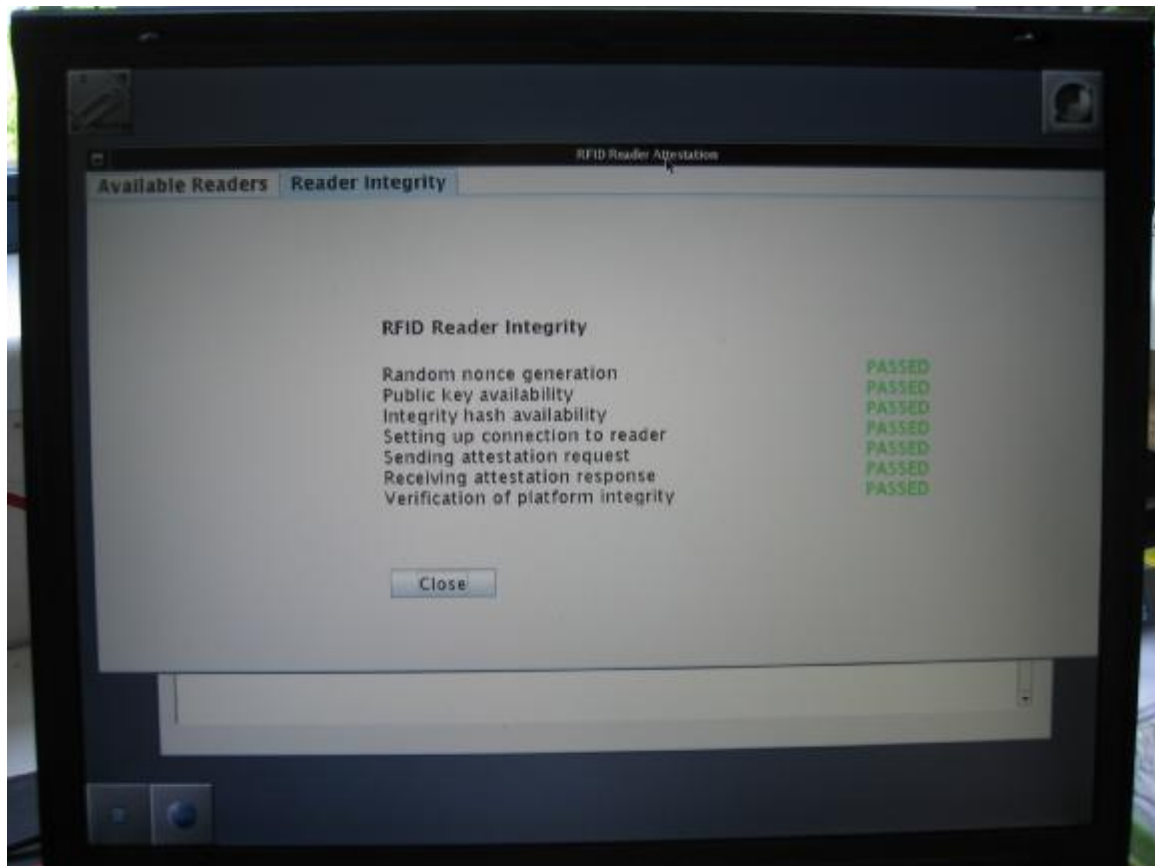 RFID Reader Attestation
Available Readers Reader Integrity
RFID Reader Integrity
Random nonce generation PASSED
Public key availability PASSED
Integrity hash availability PASSED
Setting up connection to reader PASSED
Sending attestation request PASSED
Receiving attestation response PASSED
Verification of platform integrity PASSED
Close